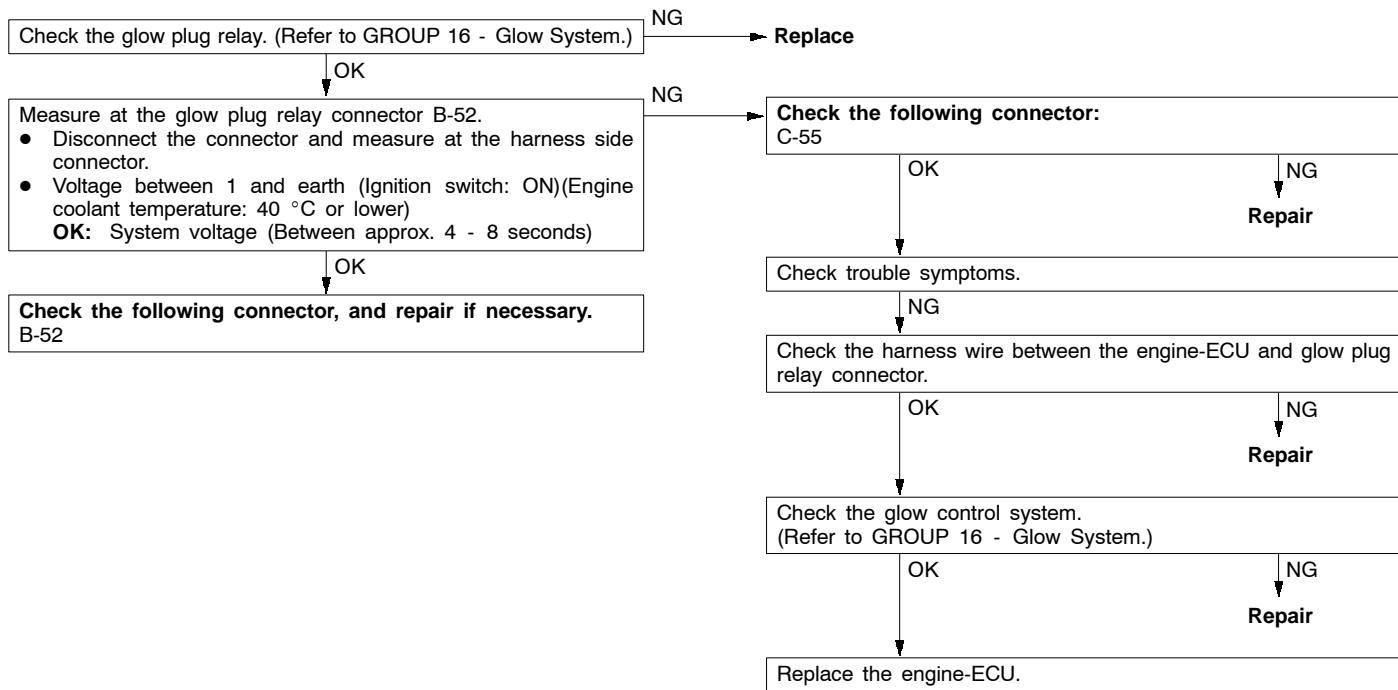 Check the glow plug relay. (Refer to GROUP 16 - Glow System.)
NG
Replace
OK
Measure at the glow plug relay connector B-52.
● Disconnect the connector and measure at the harness side
connector.
● Voltage between 1 and earth (Ignition switch: ON)(Engine
coolant temperature: 40 °C or lower)
OK: System voltage (Between approx. 4 - 8 seconds)
NG
OK
Check the following connector, and repair if necessary.
B-52
Check the following connector:
C-55
OK
NG
Repair
Check trouble symptoms.
NG
Check the harness wire between the engine-ECU and glow plug
relay connector.
OK
NG
Repair
Check the glow control system.
(Refer to GROUP 16 - Glow System.)
OK
NG
Repair
Replace the engine-ECU.